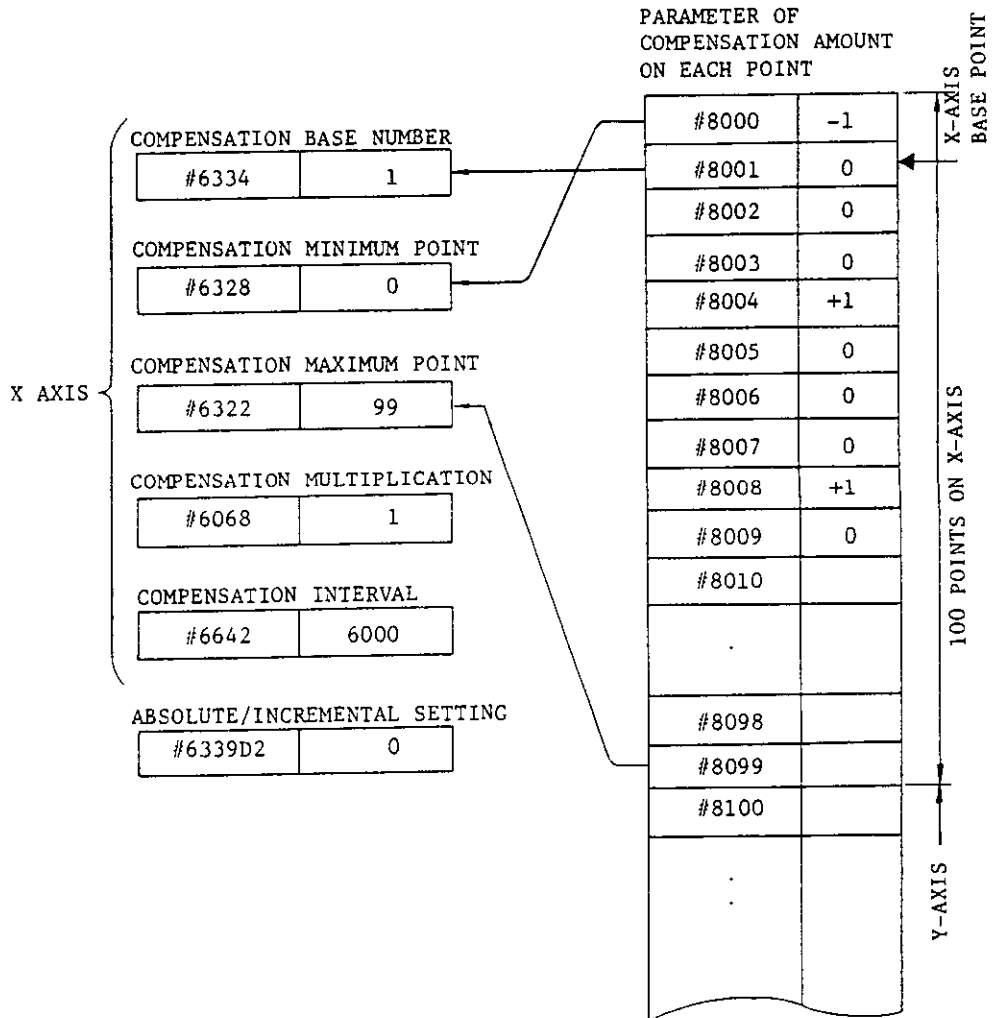 PARAMETER OF
COMPENSATION AMOUNT
ON EACH POINT
X-AXIS
BASE POINT
X AXIS
COMPENSATION BASE NUMBER
#6334 1
COMPENSATION MINIMUM POINT
#6328 0
COMPENSATION MAXIMUM POINT
#6322 99
COMPENSATION MULTIPLICATION
#6068 1
COMPENSATION INTERVAL
#6642 6000
ABSOLUTE/INCREMENTAL SETTING
#6339D2 0
#8000 -1
#8001 0
#8002 0
#8003 0
#8004 +1
#8005 0
#8006 0
#8007 0
#8008 +1
#8009 0
#8010
#8098
#8099
#8100
100 POINTS ON X-AXIS
Y-AXIS